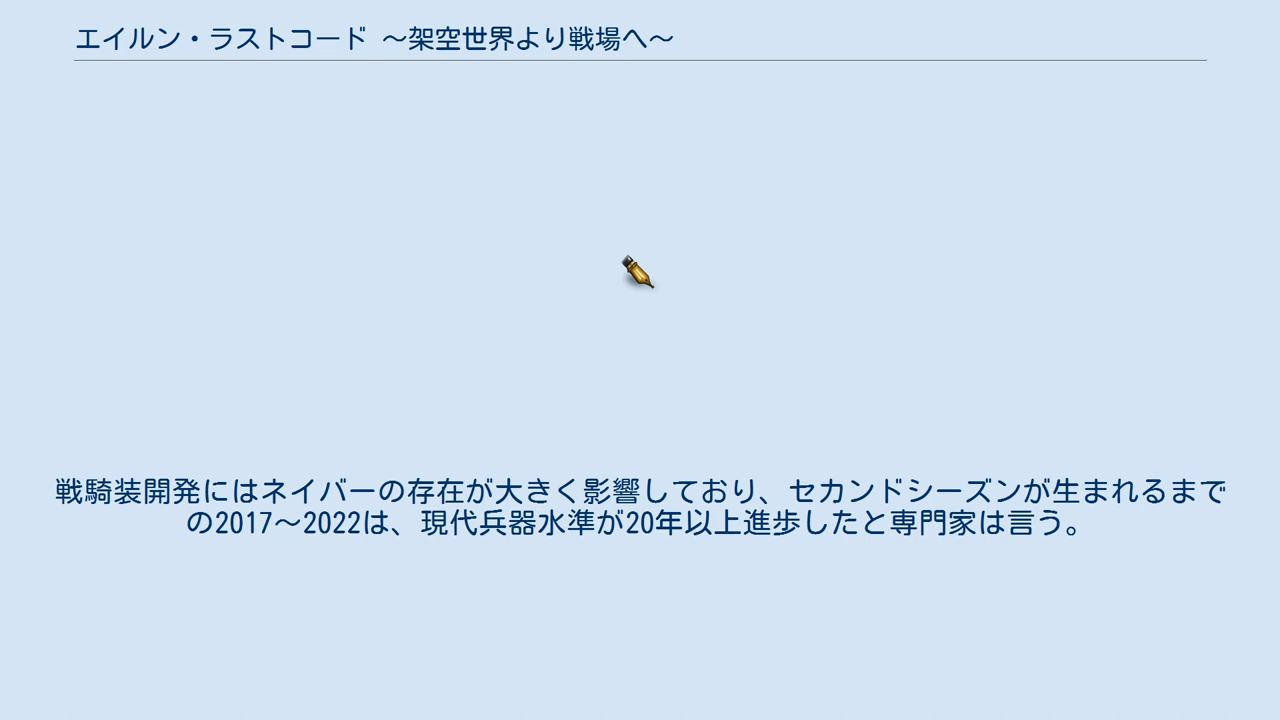 エイルン・ラストコード ～架空世界より戦場へ～
戦騎装開発にはネイバーの存在が大きく影響しており、セカンドシーズンが生まれるまで
の2017～2022は、現代兵器水準が20年以上進歩したと専門家は言う。